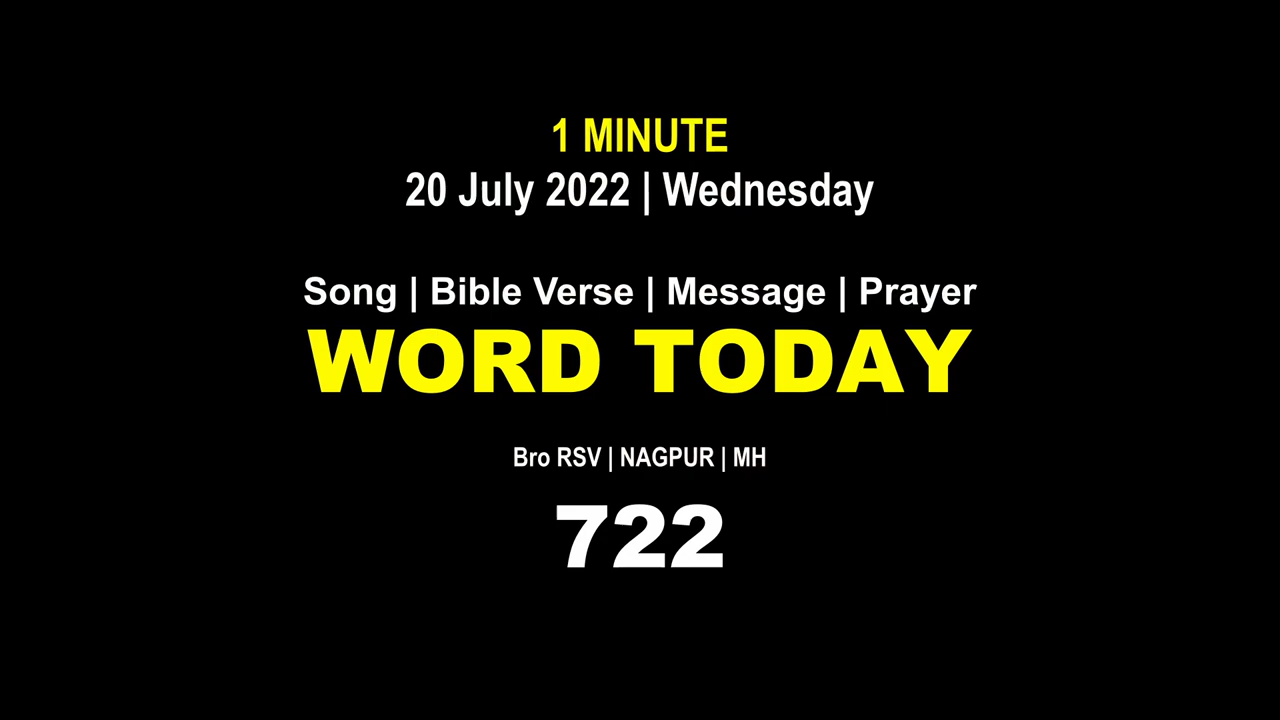 1 MINUTE
20 July 2022 | Wednesday
Song | Bible Verse | Message | Prayer
WORD TODAY
Bro RSV | NAGPUR | MH
722